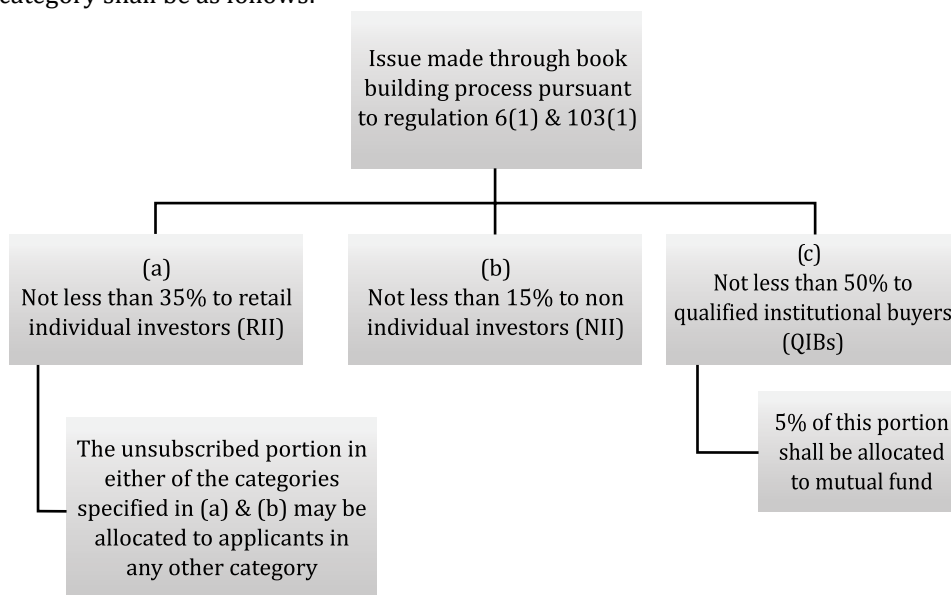 category shall be as follows:
Issue made through book
building process pursuant
to regulation 6(1) & 103(1)
(a)
Not less than 35% to retail
individual investors (RII)
(b)
Not less than 15% to non
individual investors (NII)
(c)
Not less than 50% to
qualified institutional buyers
(QIBs)
The unsubscribed portion in
either of the categories
specified in (a) & (b) may be
allocated to applicants in
any other category
5% of this portion
shall be allocated
to mutual fund